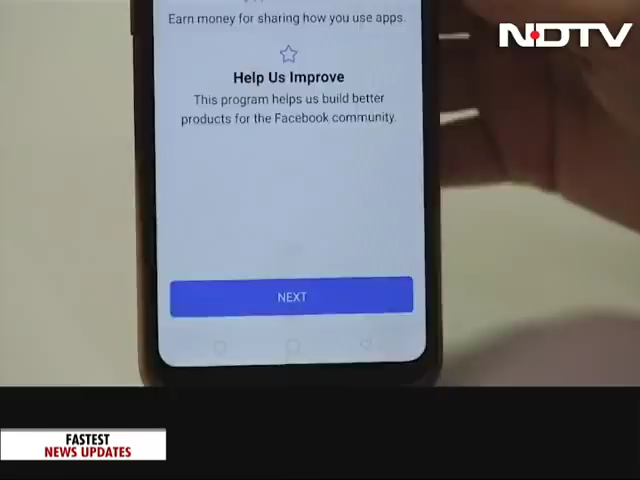 Earn money for sharing how you use apps.
NDTV
Help Us Improve
This program helps us build better
products for the Facebook community.
NEXT
FASTEST
NEWS UPDATES